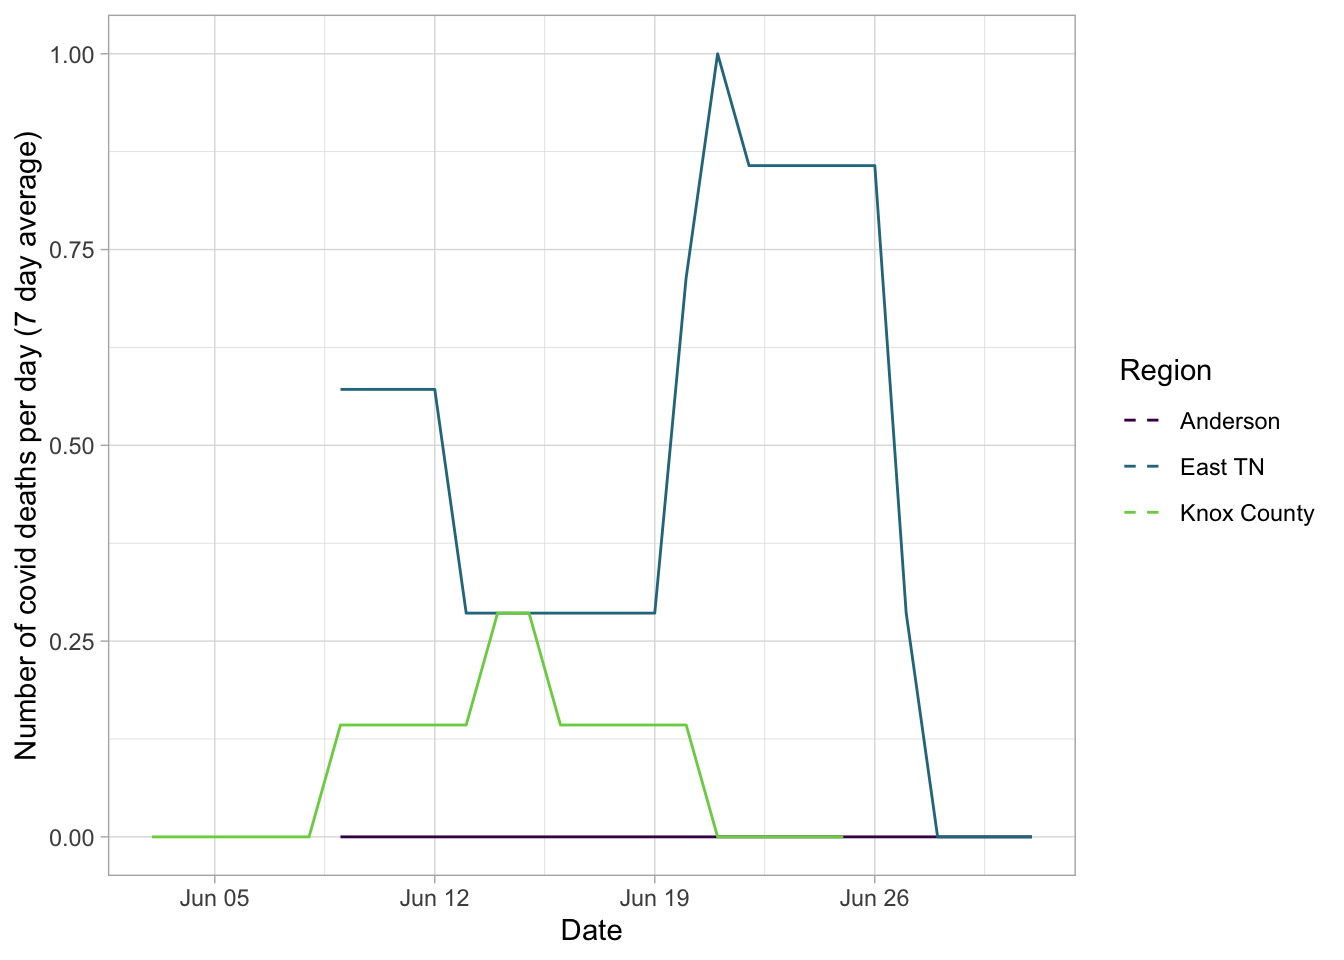 Number of covid deaths per day (7 day average)
1.00
0.75
0.50
0.25
0.00
Jun 05
Jun 12
Jun 19
Jun 26
Date
Region
Anderson
East TN
Knox County